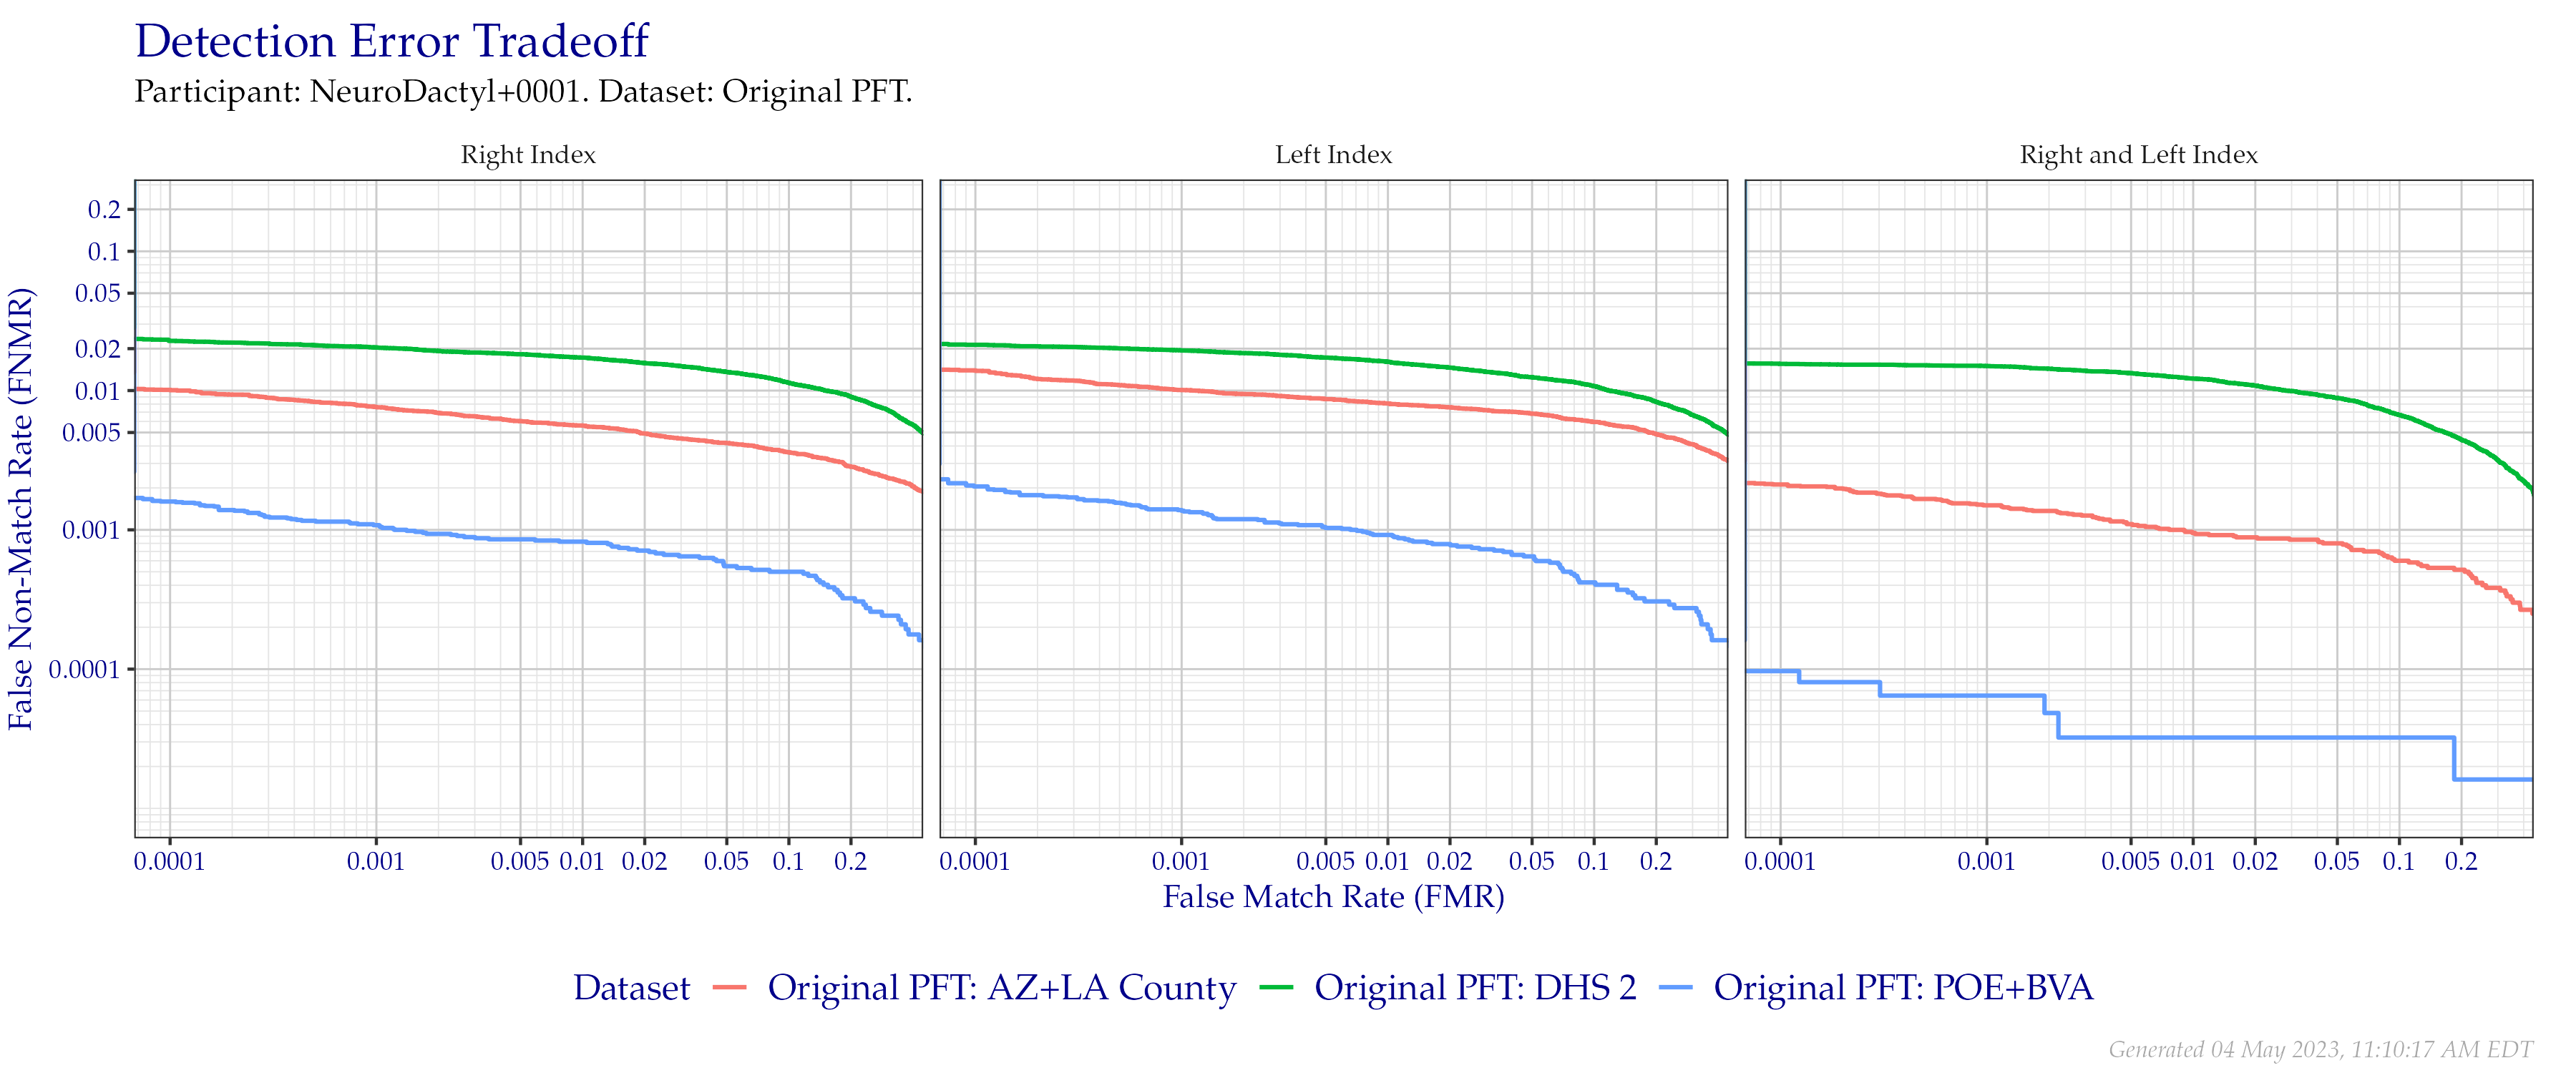 Detection Error Tradeoff
Participant: NeuroDactyl+0001. Dataset: Original PFT.
Right Index
Left Index
Right and Left Index
False Non-Match Rate (FNMR)
0.2
0.1
0.05
0.02
0.01
0.005
0.001
0.0001
0.0001 0.001 0.005 0.01 0.02 0.05 0.1 0.2
0.0001 0.001 0.005 0.01 0.02 0.05 0.1 0.2
0.0001 0.001 0.005 0.01 0.02 0.05 0.1 0.2
False Match Rate (FMR)
Dataset Original PFT: AZ+LA County Original PFT: DHS 2 Original PFT: POE+BVA
Generated 04 May 2023, 11:10:17 AM EDT